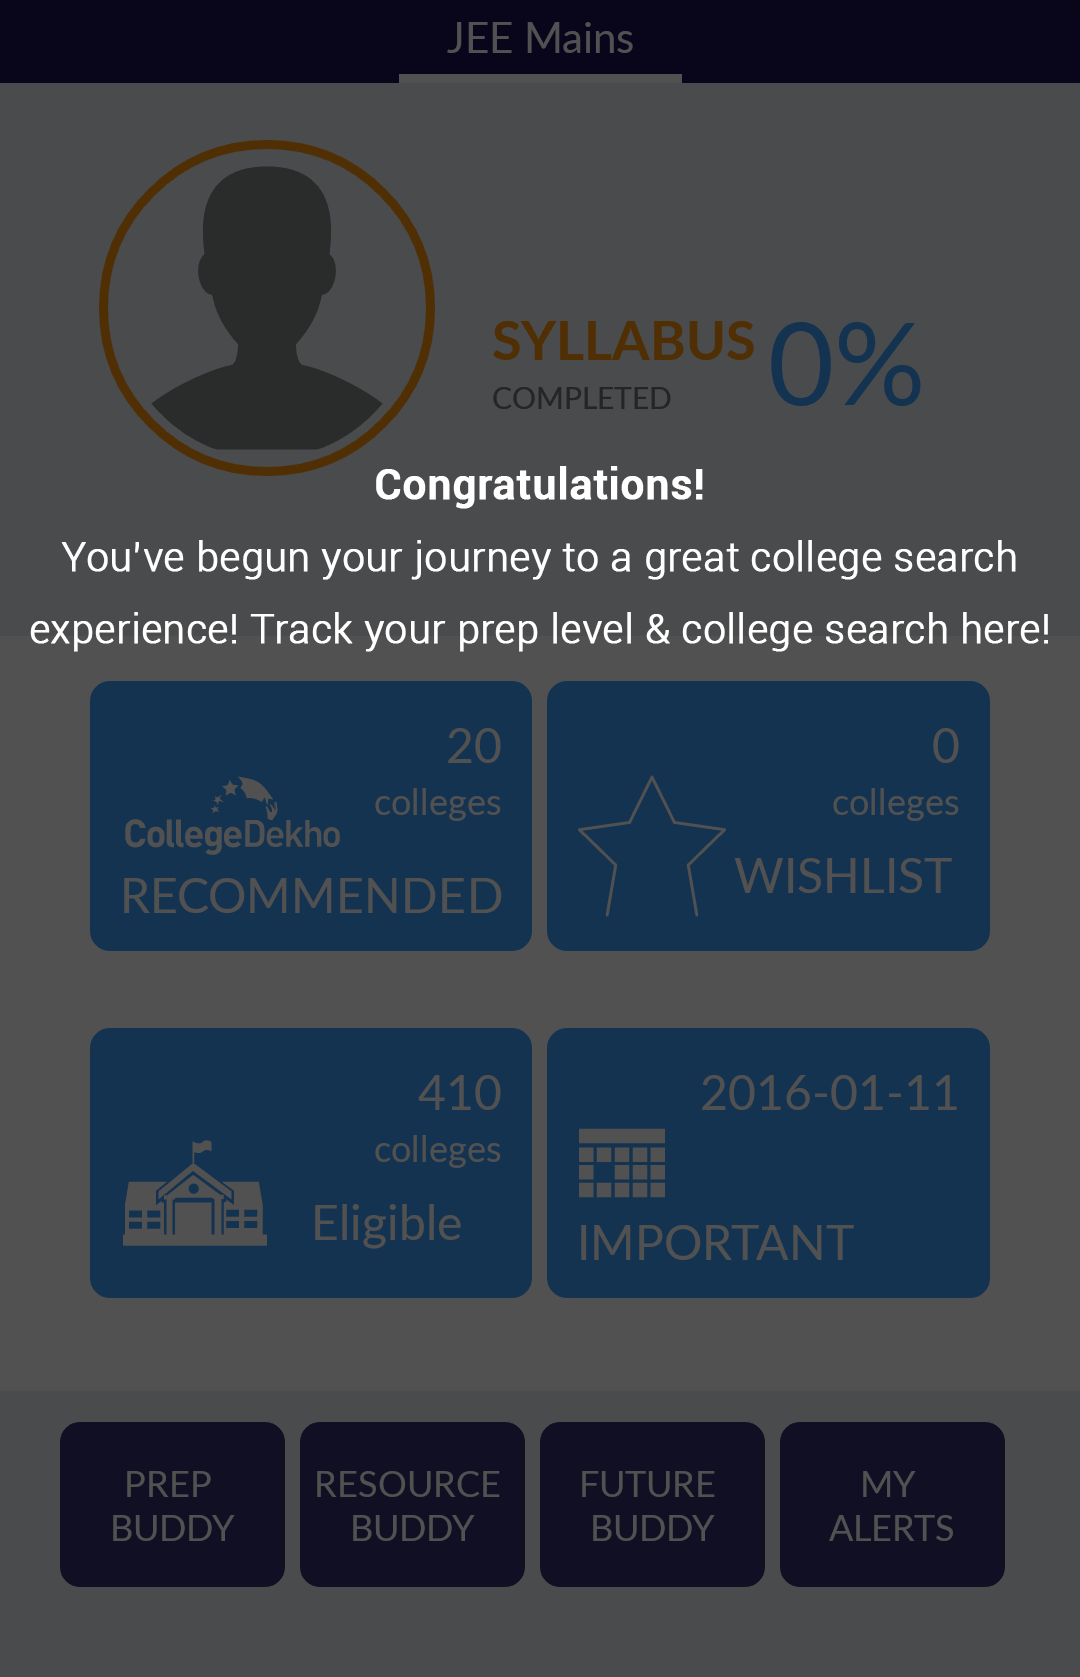 JEE Mains
SYLLABUS 0%
COMPLETED
Congratulations!
You've begun your journey to a great college search
experience! Track your prep level & college search here!
20
colleges
CollegeDekho
RECOMMENDED
0
colleges
WISHLIST
410
colleges
Eligible
2016-01-11
IMPORTANT
PREP
BUDDY
RESOURCE
BUDDY
FUTURE
BUDDY
MY
ALERTS